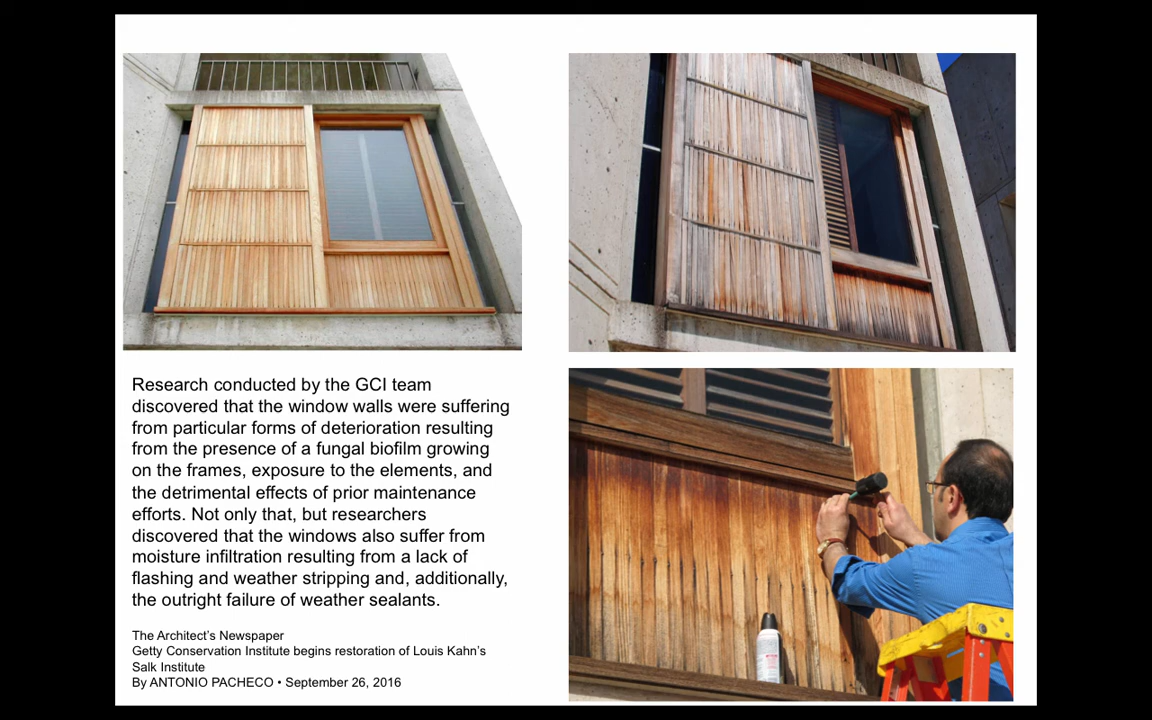 Research conducted by the GCI team
discovered that the window walls were suffering
from particular forms of deterioration resulting
from the presence of a fungal biofilm growing
on the frames, exposure to the elements, and
the detrimental effects of prior maintenance
efforts. Not only that, but researchers
discovered that the windows also suffer from
moisture infiltration resulting from a lack of
flashing and weather stripping and, additionally,
the outright failure of weather sealants.
The Architect's Newspaper
Getty Conservation Institute begins restoration of Louis Kahn's
Salk Institute
By ANTONIO PACHECO • September 26, 2016